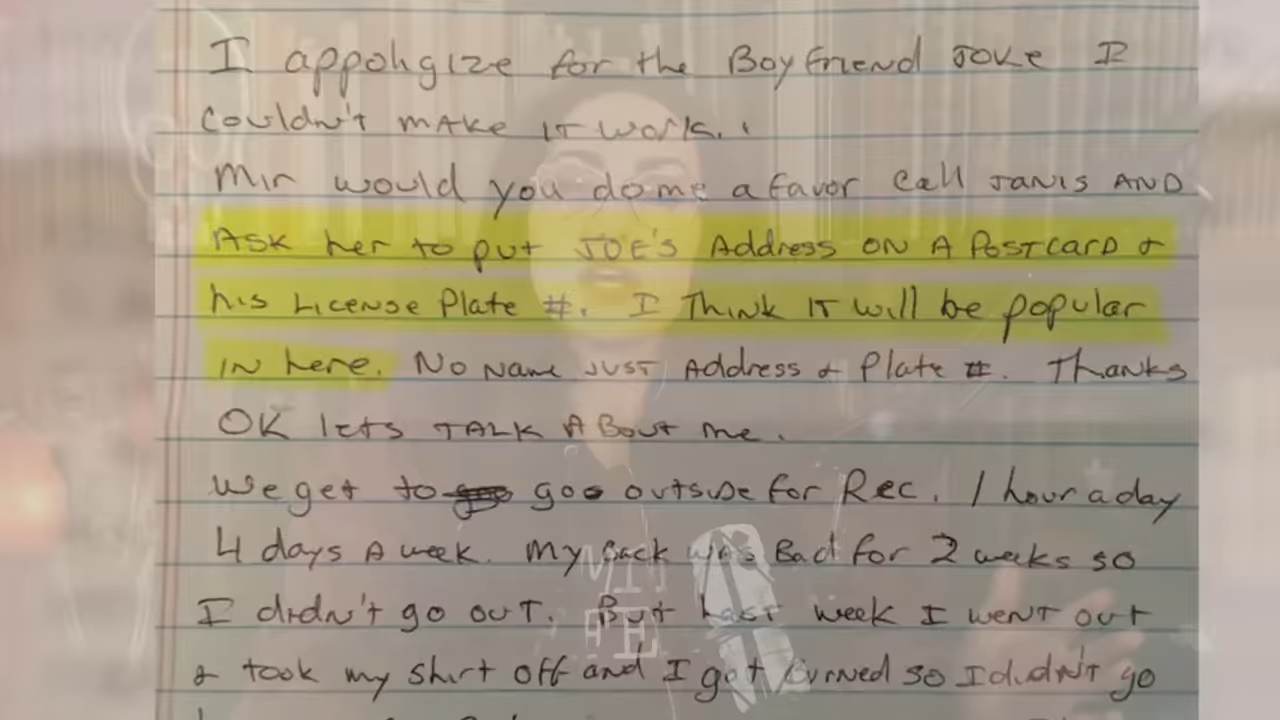 I appohgize for the Boyfriend Joke I
couldn't make it work.
Mir would you do me a favor call Janis AND
Ask her to put JOE'S Address ON A Postcard &
his License Plate #. I Think IT will be popular
IN here. No Name JUST Address & Plate #. Thanks
OK lets TALK ABout me.
We get to goo outside for Rec. 1 hour a day
4 days A week. My Back was Bad for 2 weeks so
I didn't go out. But Last week I went out
& took my shirt off and I got Burned so I didn't go